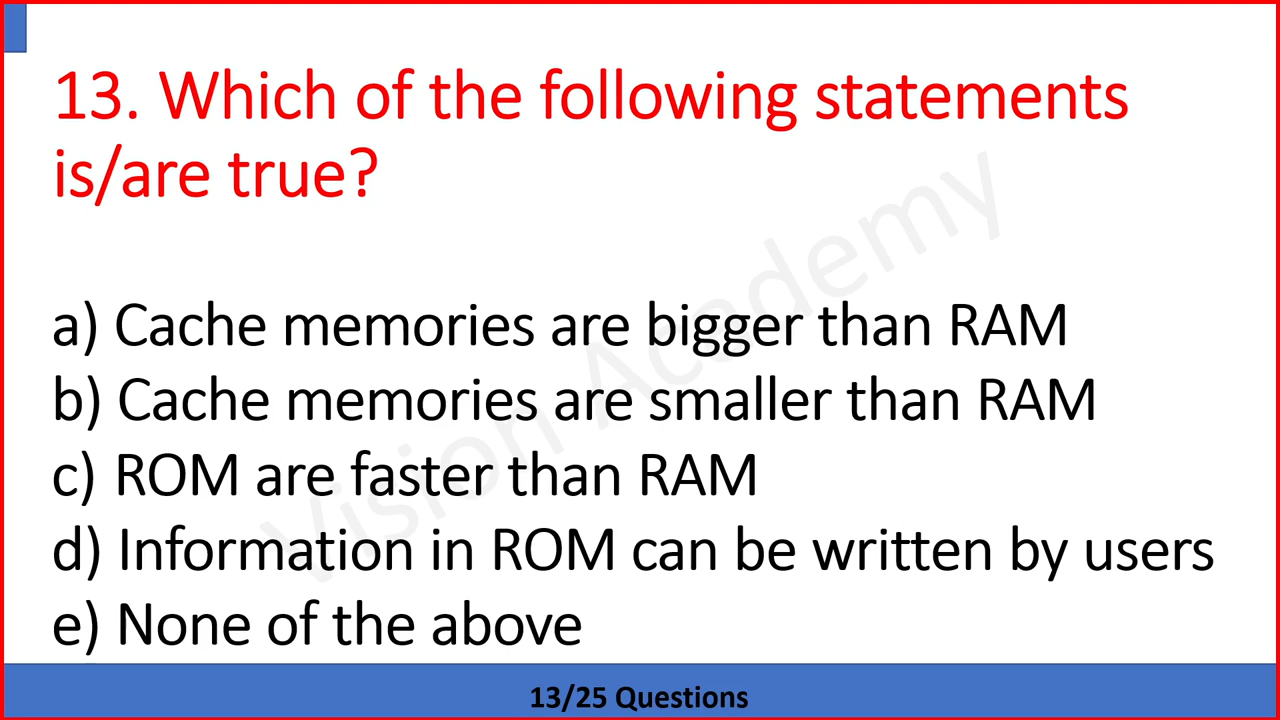 13. Which of the following statements
is/are true?
a) Cache memories are bigger than RAM
b) Cache memories are smaller than RAM
c) ROM are faster than RAM
d) Information in ROM can be written by users
e) None of the above
Vision Academy
13/25 Questions